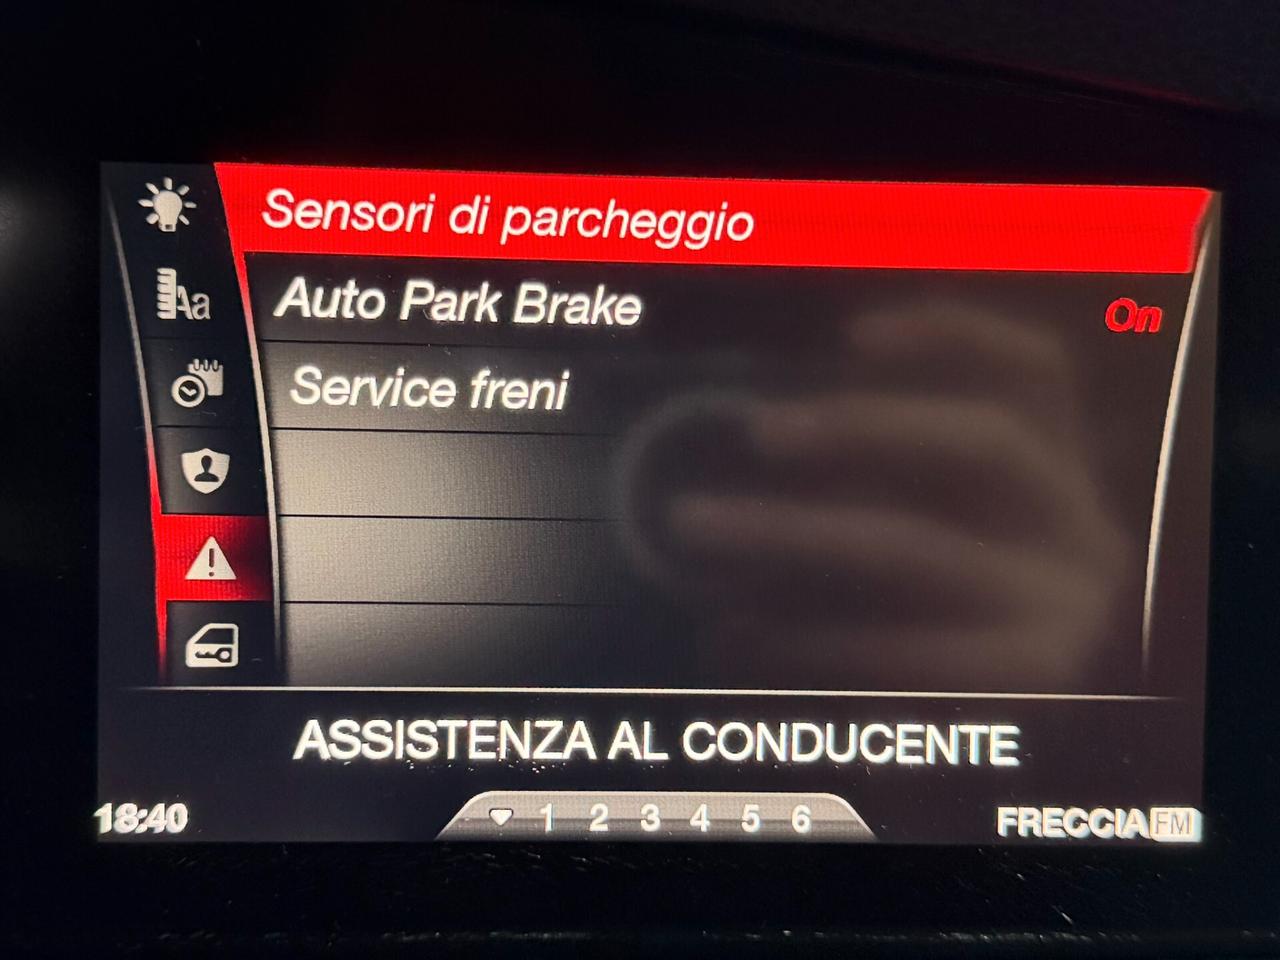 Sensori di parcheggio
Aa
Auto Park Brake On
Service freni
ASSISTENZA AL CONDUCENTE
18:40 1 2 3 4 5 6 FRECCIA FM